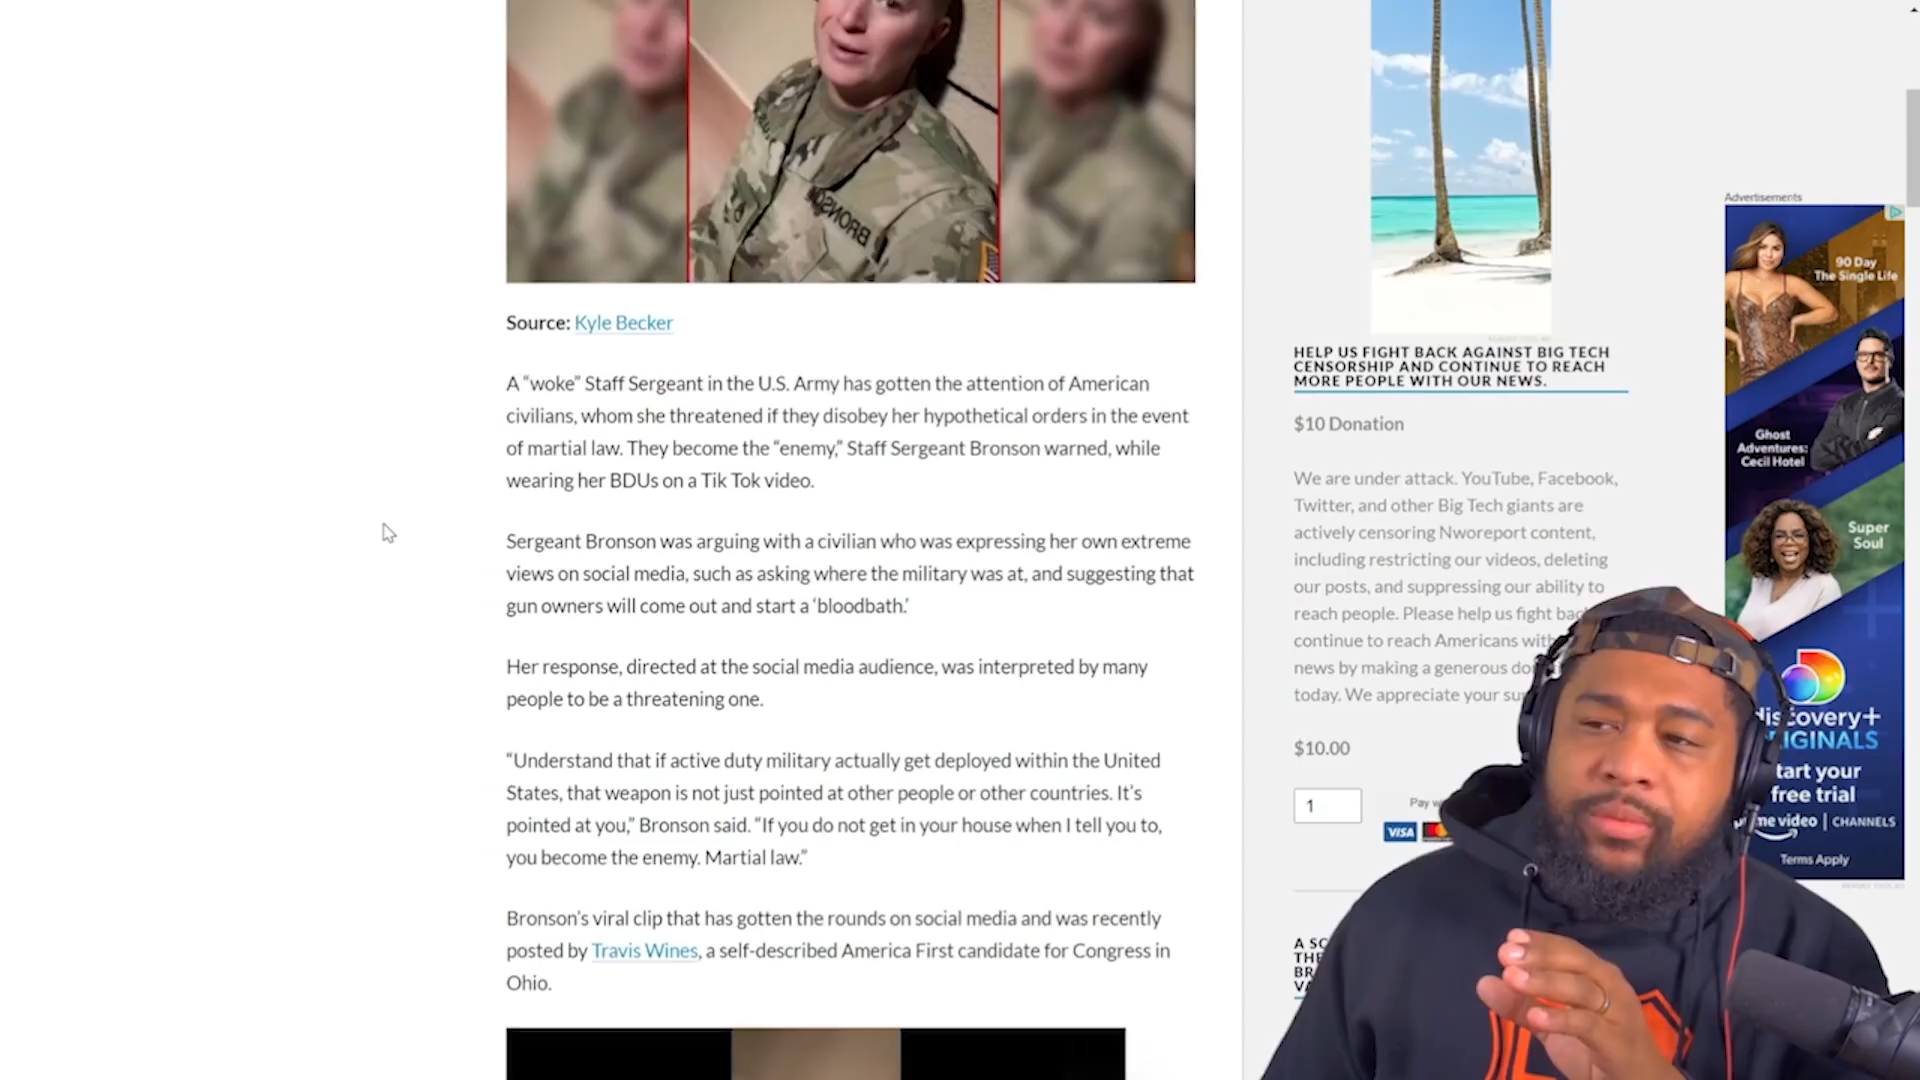 BRONSON
Source: Kyle Becker
A “woke” Staff Sergeant in the U.S. Army has gotten the attention of American
civilians, whom she threatened if they disobey her hypothetical orders in the event
of martial law. They become the “enemy,” Staff Sergeant Bronson warned, while
wearing her BDUs on a Tik Tok video.
Sergeant Bronson was arguing with a civilian who was expressing her own extreme
views on social media, such as asking where the military was at, and suggesting that
gun owners will come out and start a ‘bloodbath.’
Her response, directed at the social media audience, was interpreted by many
people to be a threatening one.
“Understand that if active duty military actually get deployed within the United
States, that weapon is not just pointed at other people or other countries. It’s
pointed at you,” Bronson said. “If you do not get in your house when I tell you to,
you become the enemy. Martial law.”
Bronson’s viral clip that has gotten the rounds on social media and was recently
posted by Travis Wines, a self-described America First candidate for Congress in
Ohio.
HELP US FIGHT BACK AGAINST BIG TECH
CENSORSHIP AND CONTINUE TO REACH
MORE PEOPLE WITH OUR NEWS.
$10 Donation
We are under attack. YouTube, Facebook,
Twitter, and other Big Tech giants are
actively censoring Nworeport content,
including restricting our videos, deleting
our posts, and suppressing our ability to
reach people. Please help us fight
continue to reach Americans
news by making a generous
today. We appreciate your
$10.00
1
Pay
VISA
Advertisements
90 Day
The Single Life
Ghost
Adventures:
Cecil Hotel
Super
Soul
discovery+
ORIGINALS
tart your
free trial
me video | CHANNELS
Terms Apply